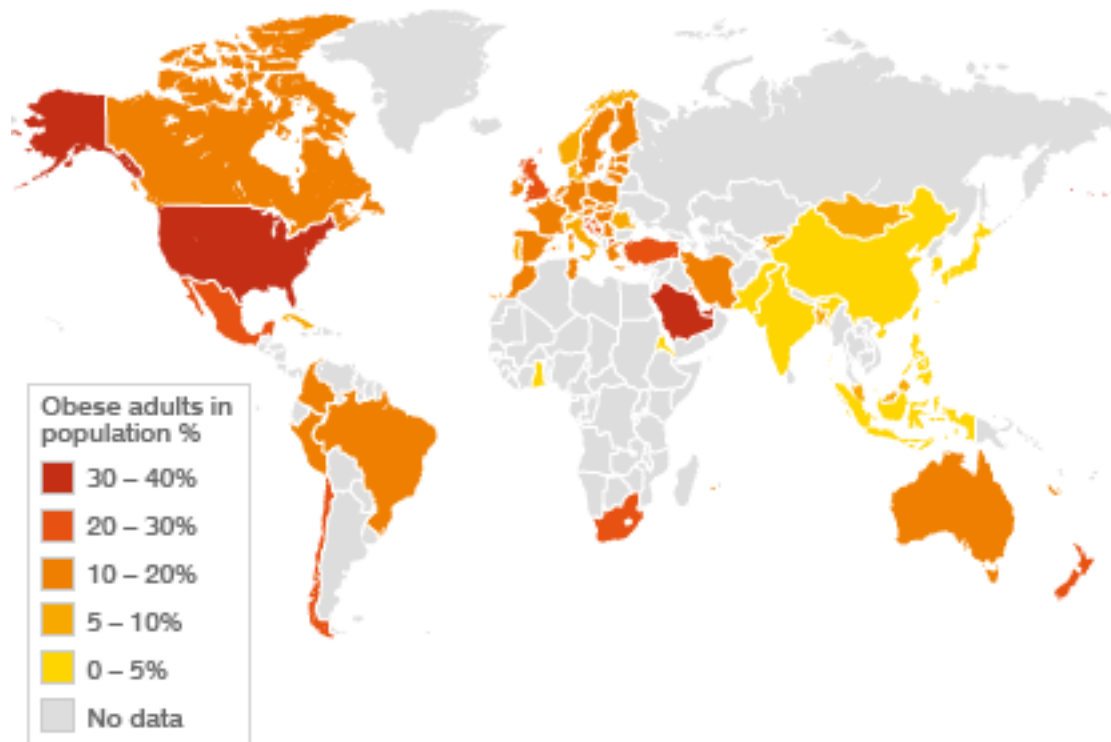 Obese adults in
population %
30 – 40%
20 – 30%
10 – 20%
5 – 10%
0 – 5%
No data